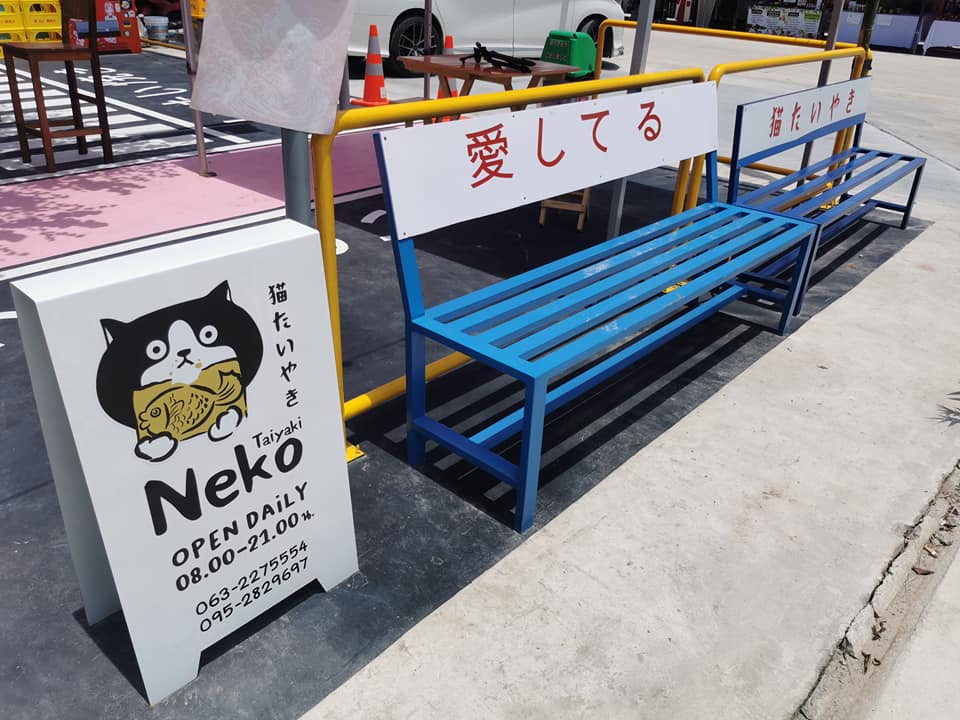 猫たいやき
Taiyaki
Neko
OPEN DAiLY
08.00-21.00 น.
063-2275554
095-2829697
愛してる
猫たいやき